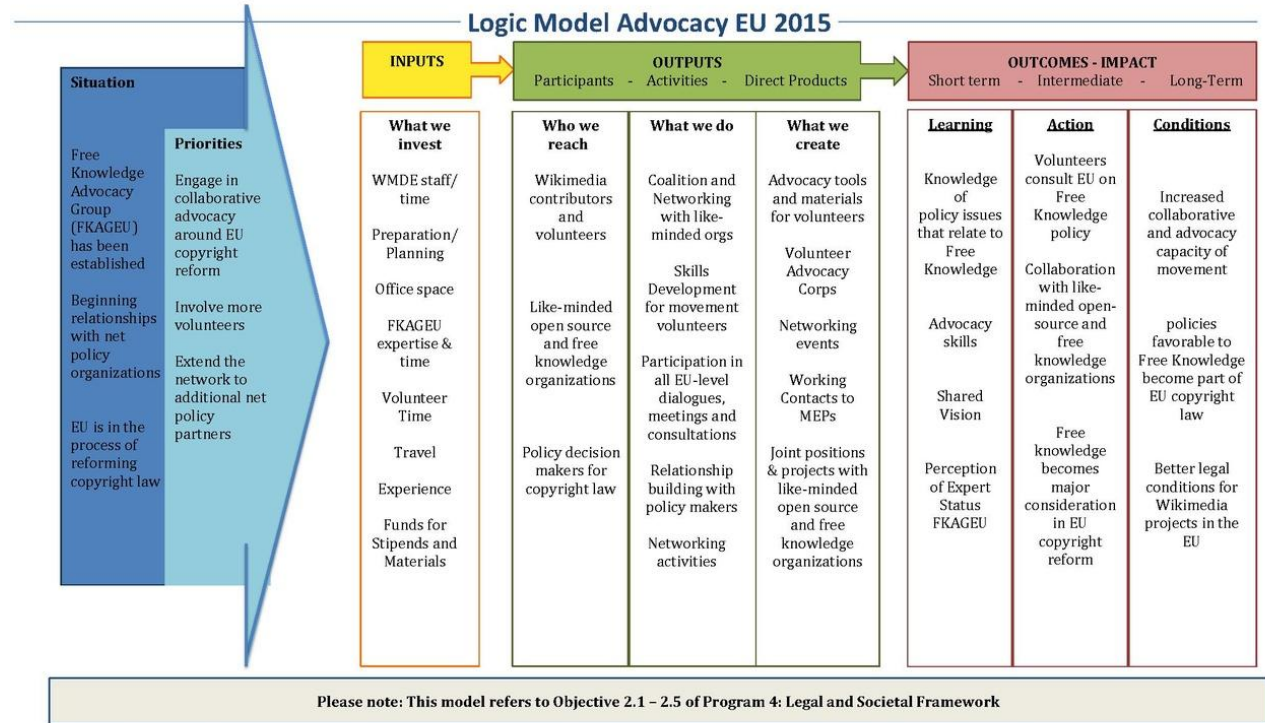 Logic Model Advocacy EU 2015
Situation
Free
Knowledge
Advocacy
Group
(FKAGEU)
has been
established
Beginning
relationships
with net
policy
organizations
EU is in the
process of
reforming
copyright law
Priorities
Engage in
collaborative
advocacy
around EU
copyright
reform
Involve more
volunteers
Extend the
network to
additional net
policy
partners
INPUTS
What we
invest
WMDE staff/
time
Preparation/
Planning
Office space
FKAGEU
expertise &
time
Volunteer
Time
Travel
Experience
Funds for
Stipends and
Materials
OUTPUTS
Participants - Activities - Direct Products
Who we
reach
Wikimedia
contributors
and
volunteers
Like-minded
open source
and free
knowledge
organizations
Policy decision
makers for
copyright law
What we do
Coalition and
Networking
with like-
minded orgs
Skills
Development
for movement
volunteers
Participation in
all EU-level
dialogues,
meetings and
consultations
Relationship
building with
policy makers
Networking
activities
What we
create
Advocacy tools
and materials
for volunteers
Volunteer
Advocacy
Corps
Networking
events
Working
Contacts to
MEPs
Joint positions
& projects with
like-minded
open source
and free
knowledge
organizations
OUTCOMES - IMPACT
Short term - Intermediate - Long-Term
Learning
Knowledge
of
policy issues
that relate to
Free
Knowledge
Advocacy
skills
Shared
Vision
Perception
of Expert
Status
FKAGEU
Action
Volunteers
consult EU on
Free
Knowledge
policy
Collaboration
with like-
minded open-
source and
free
knowledge
organizations
Free
knowledge
becomes
major
consideration
in EU
copyright
reform
Conditions
Increased
collaborative
and advocacy
capacity of
movement
policies
favorable to
Free Knowledge
become part of
EU copyright
law
Better legal
conditions for
Wikimedia
projects in the
EU
Please note: This model refers to Objective 2.1 – 2.5 of Program 4: Legal and Societal Framework